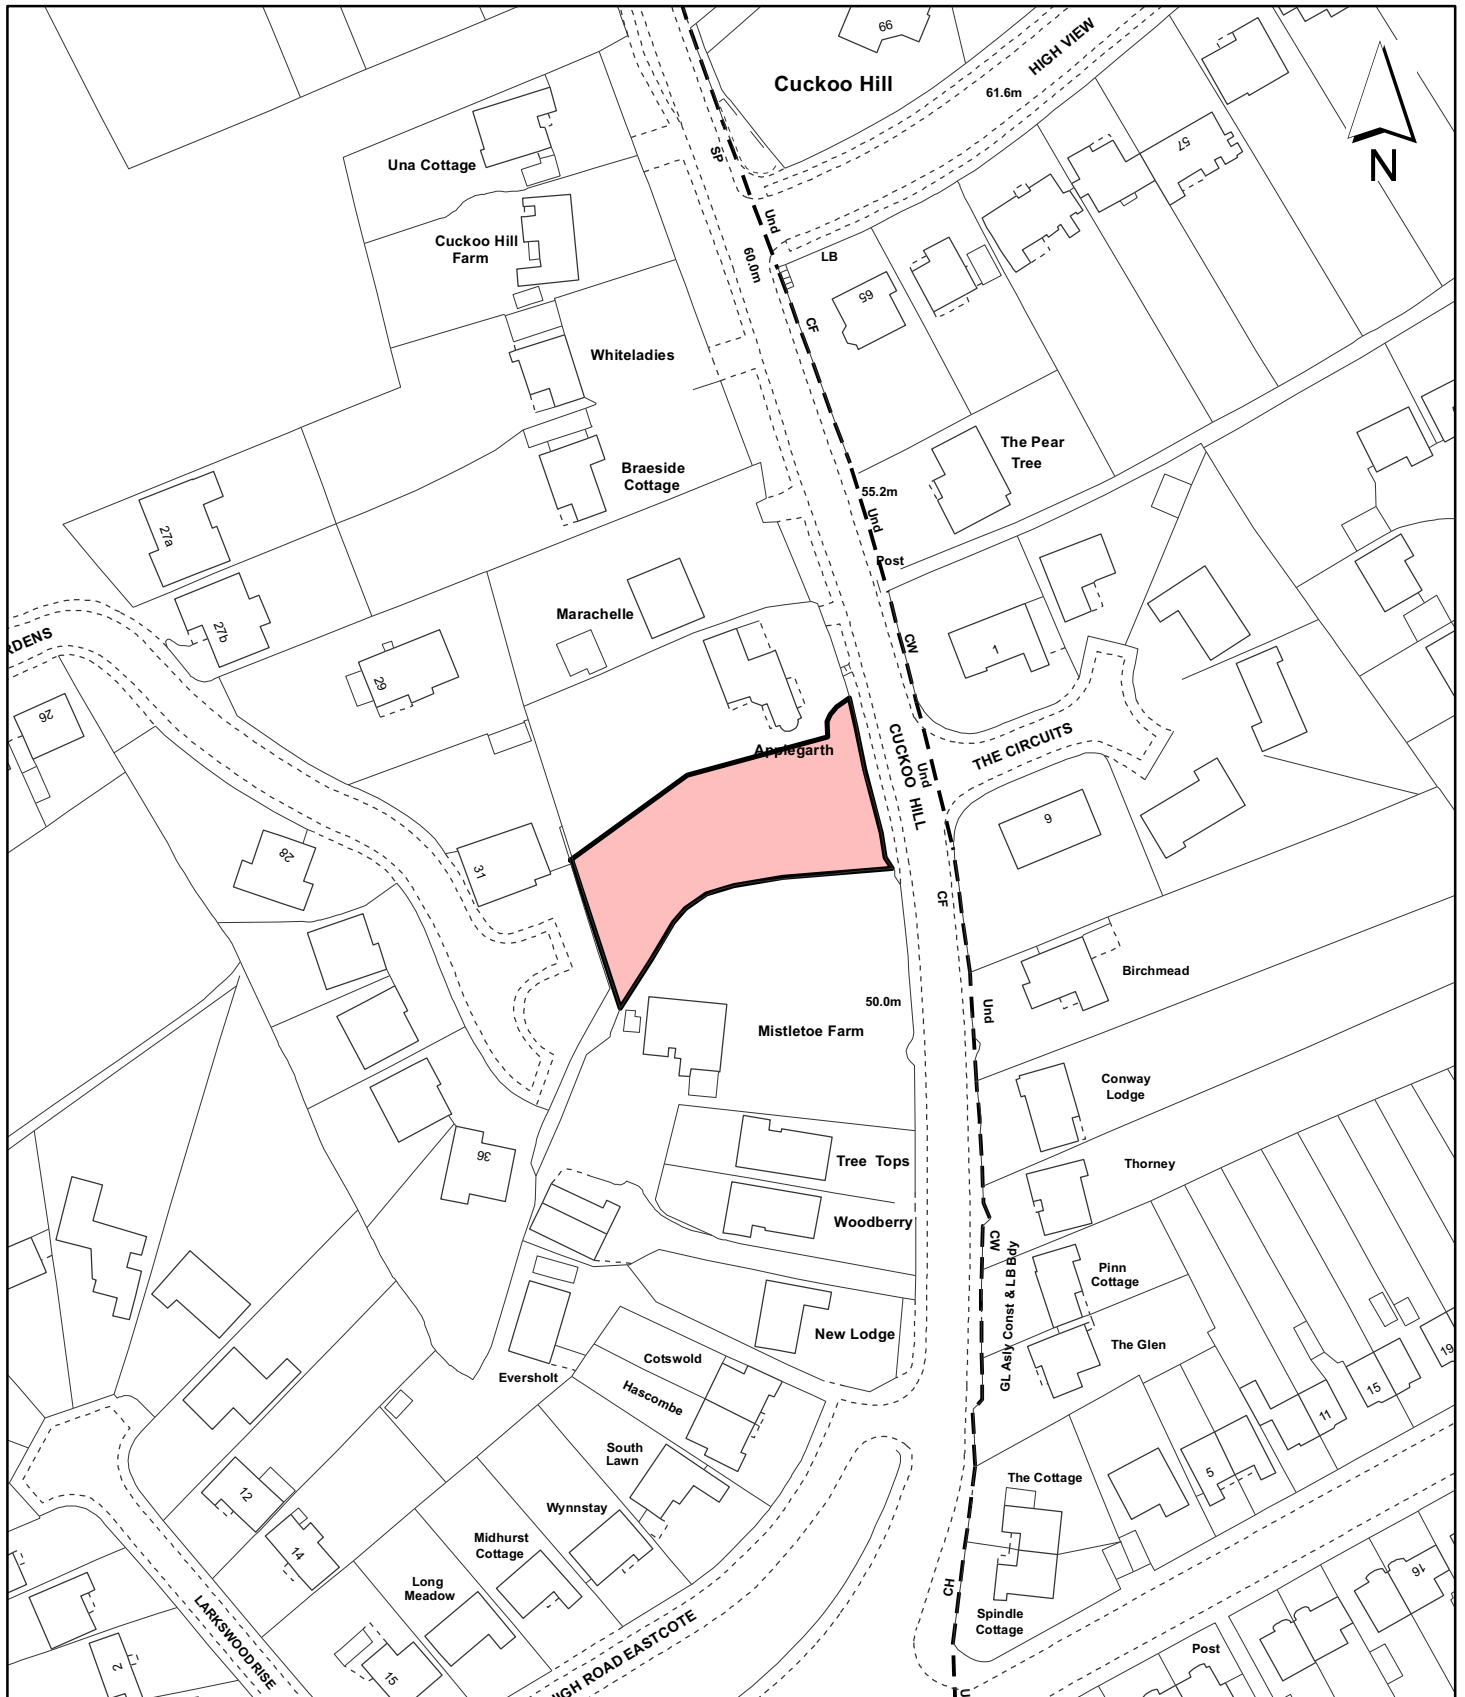 66
HIGH VIEW
Cuckoo Hill
61.6m
N
SP
57
Una Cottage
Und
Cuckoo Hill
Farm
LB
60.0m
65
CF
Whiteladies
The Pear
Tree
Braeside
Cottage
55.2m
27a
Und
Post
Marachelle
27b
RDENS
CW
1
29
26
CUCKOO HILL
THE CIRCUITS
Applegarth
Und
9
28
31
CF
Birchmead
50.0m
Und
Mistletoe Farm
Conway
Lodge
36
Tree Tops
Thorney
Woodberry
CW
GL Asly Const & LB Bdy
Pinn
Cottage
New Lodge
The Glen
19
Cotswold
Eversholt
Hascombe
15
11
South
Lawn
5
The Cottage
12
Wynnstay
Midhurst
Cottage
14
16
Long
Meadow
CH
LARKSWOOD RISE
Spindle
Cottage
HIGH ROAD EASTCOTE
Post
2
15
U